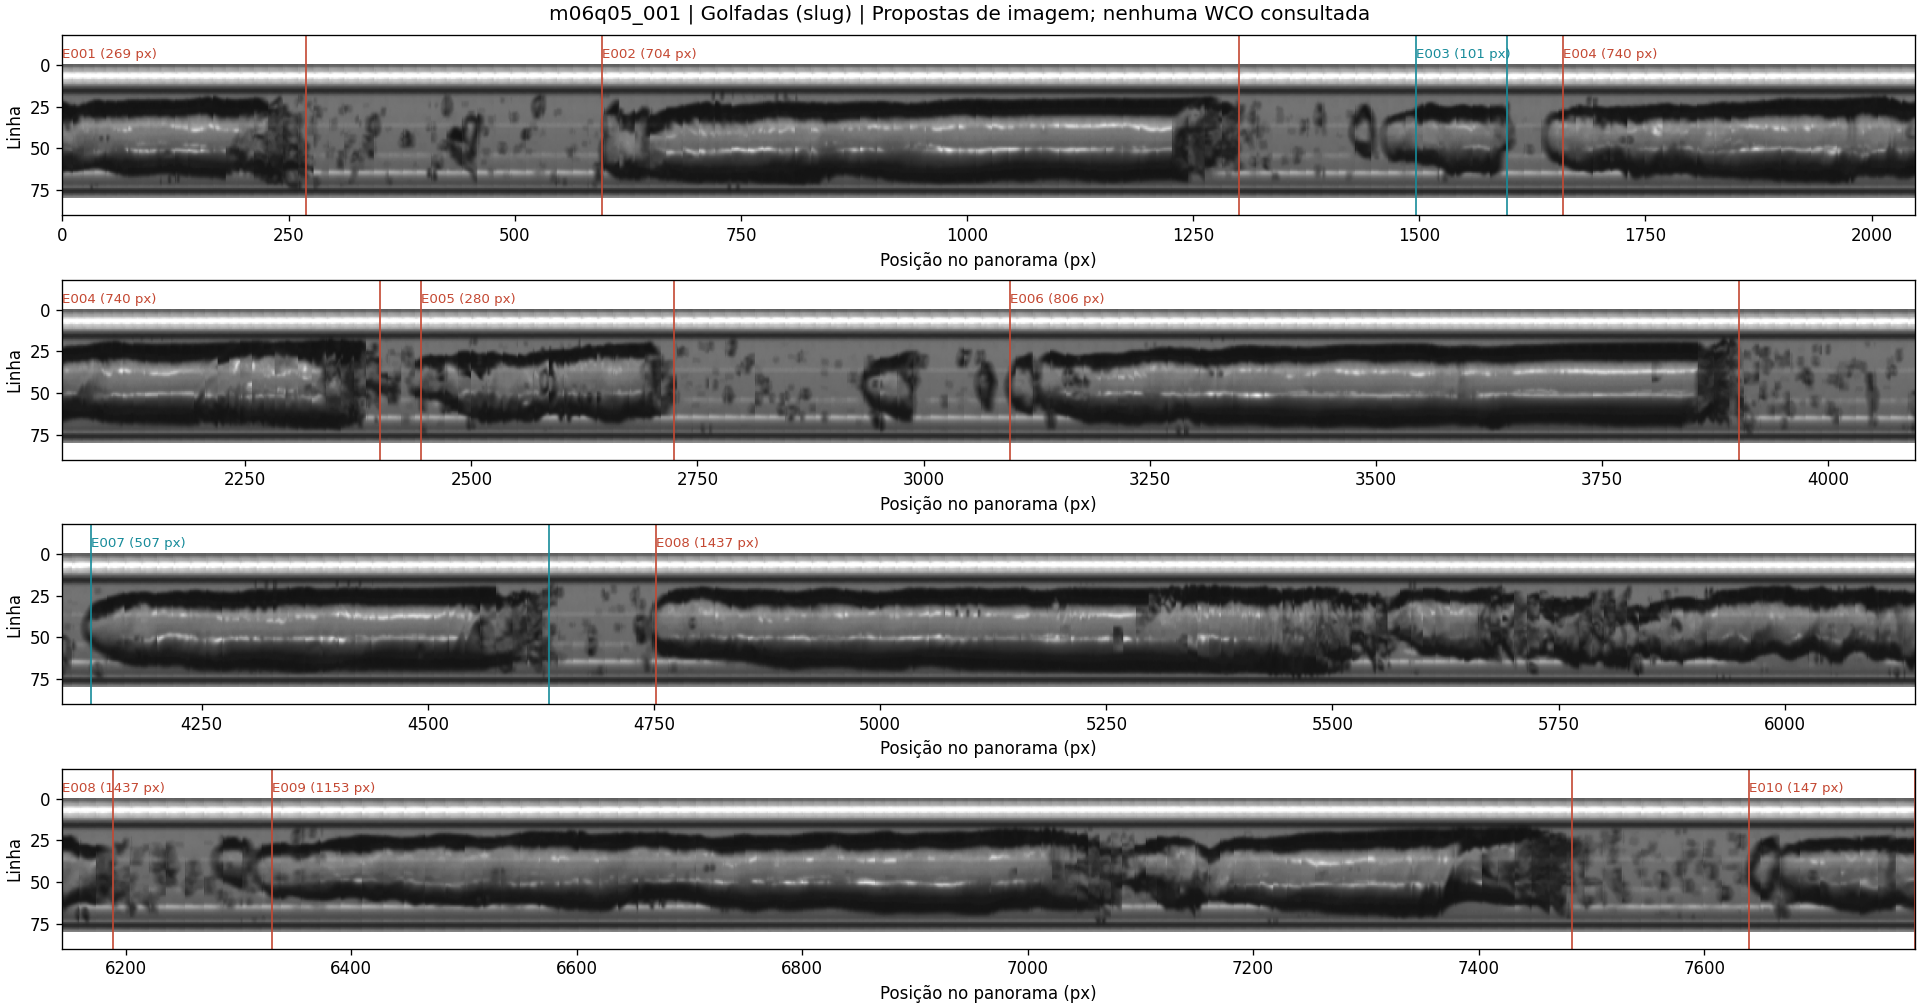 m06q05_001 | Golfadas (slug) | Propostas de imagem; nenhuma WCO consultada
E001 (269 px) E002 (704 px) E003 (101 px) E004 (740 px)
Linha
0
25
50
75
0 250 500 750 1000 1250 1500 1750 2000
Posição no panorama (px)
E004 (740 px) E005 (280 px) E006 (806 px)
Linha
0
25
50
75
2250 2500 2750 3000 3250 3500 3750 4000
Posição no panorama (px)
E007 (507 px) E008 (1437 px)
Linha
0
25
50
75
4250 4500 4750 5000 5250 5500 5750 6000
Posição no panorama (px)
E008 (1437 px) E009 (1153 px) E010 (147 px)
Linha
0
25
50
75
6200 6400 6600 6800 7000 7200 7400 7600
Posição no panorama (px)